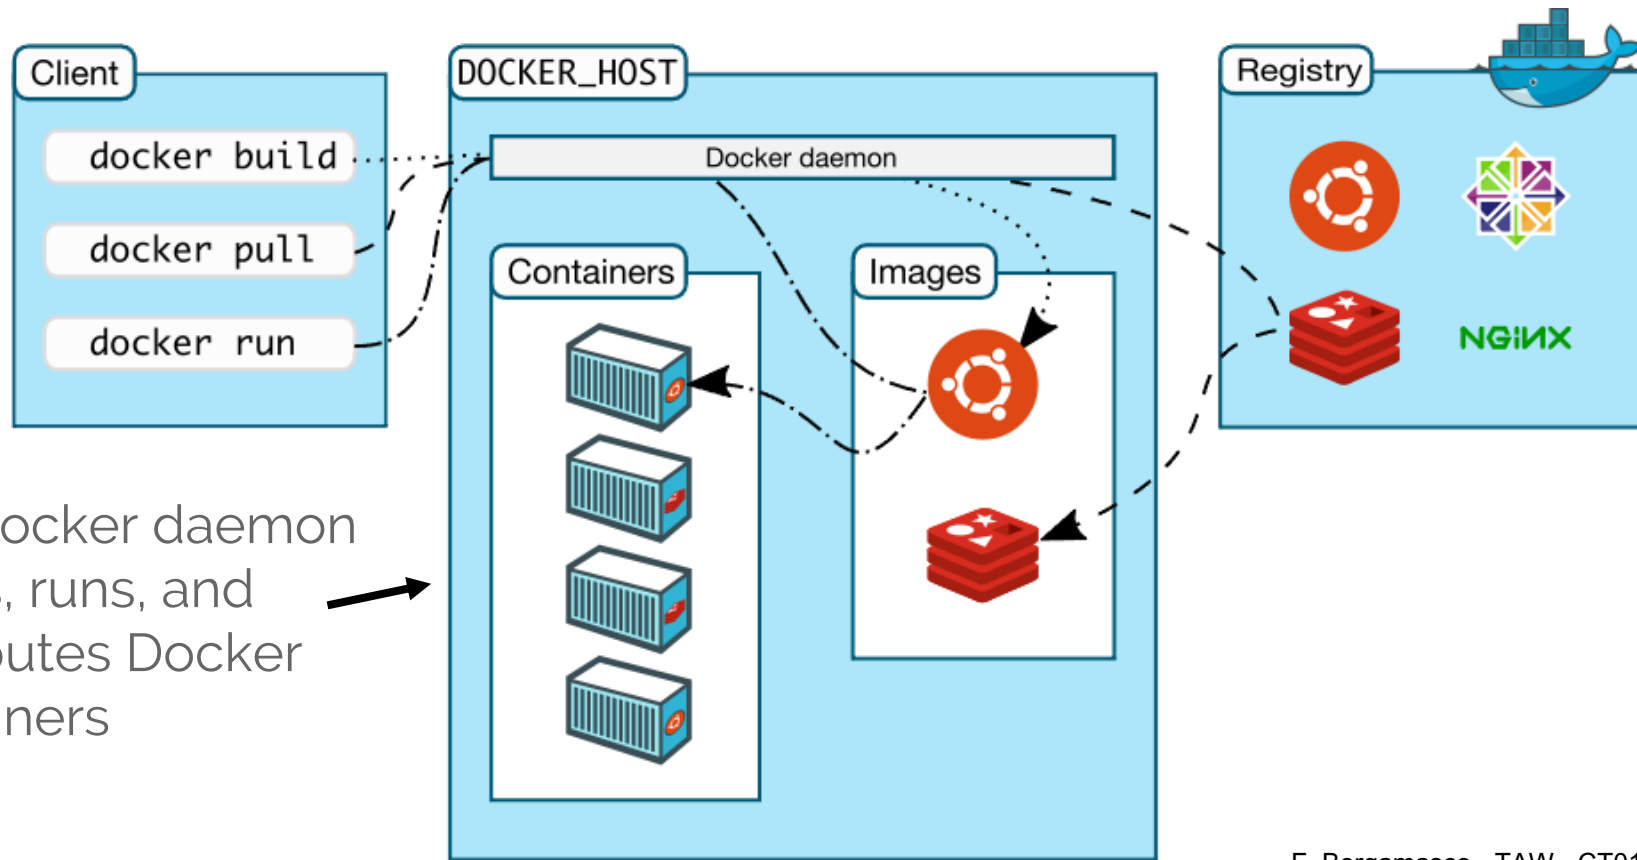 Client
docker build
docker pull
docker run
DOCKER_HOST
Docker daemon
Containers
Images
Registry
NGiNX
ocker daemon
, runs, and
outes Docker
ners